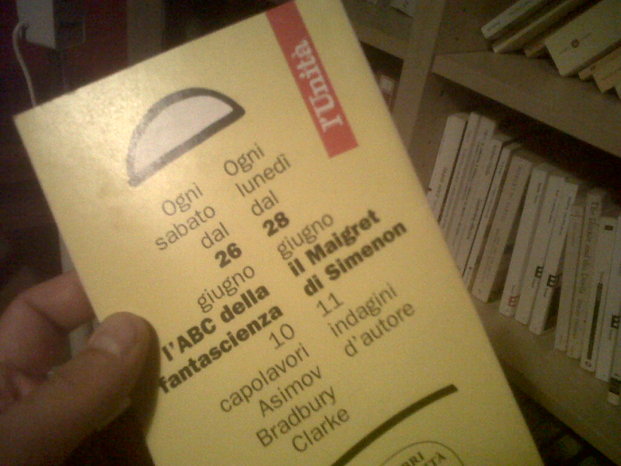 l'Unità
Ogni
sabato
dal
26
giugno
l'ABC della
fantascienza
10
capolavori
Asimov
Bradbury
Clarke
Ogni
lunedì
dal
28
giugno
il Maigret
di Simenon
11
indagini
d'autore